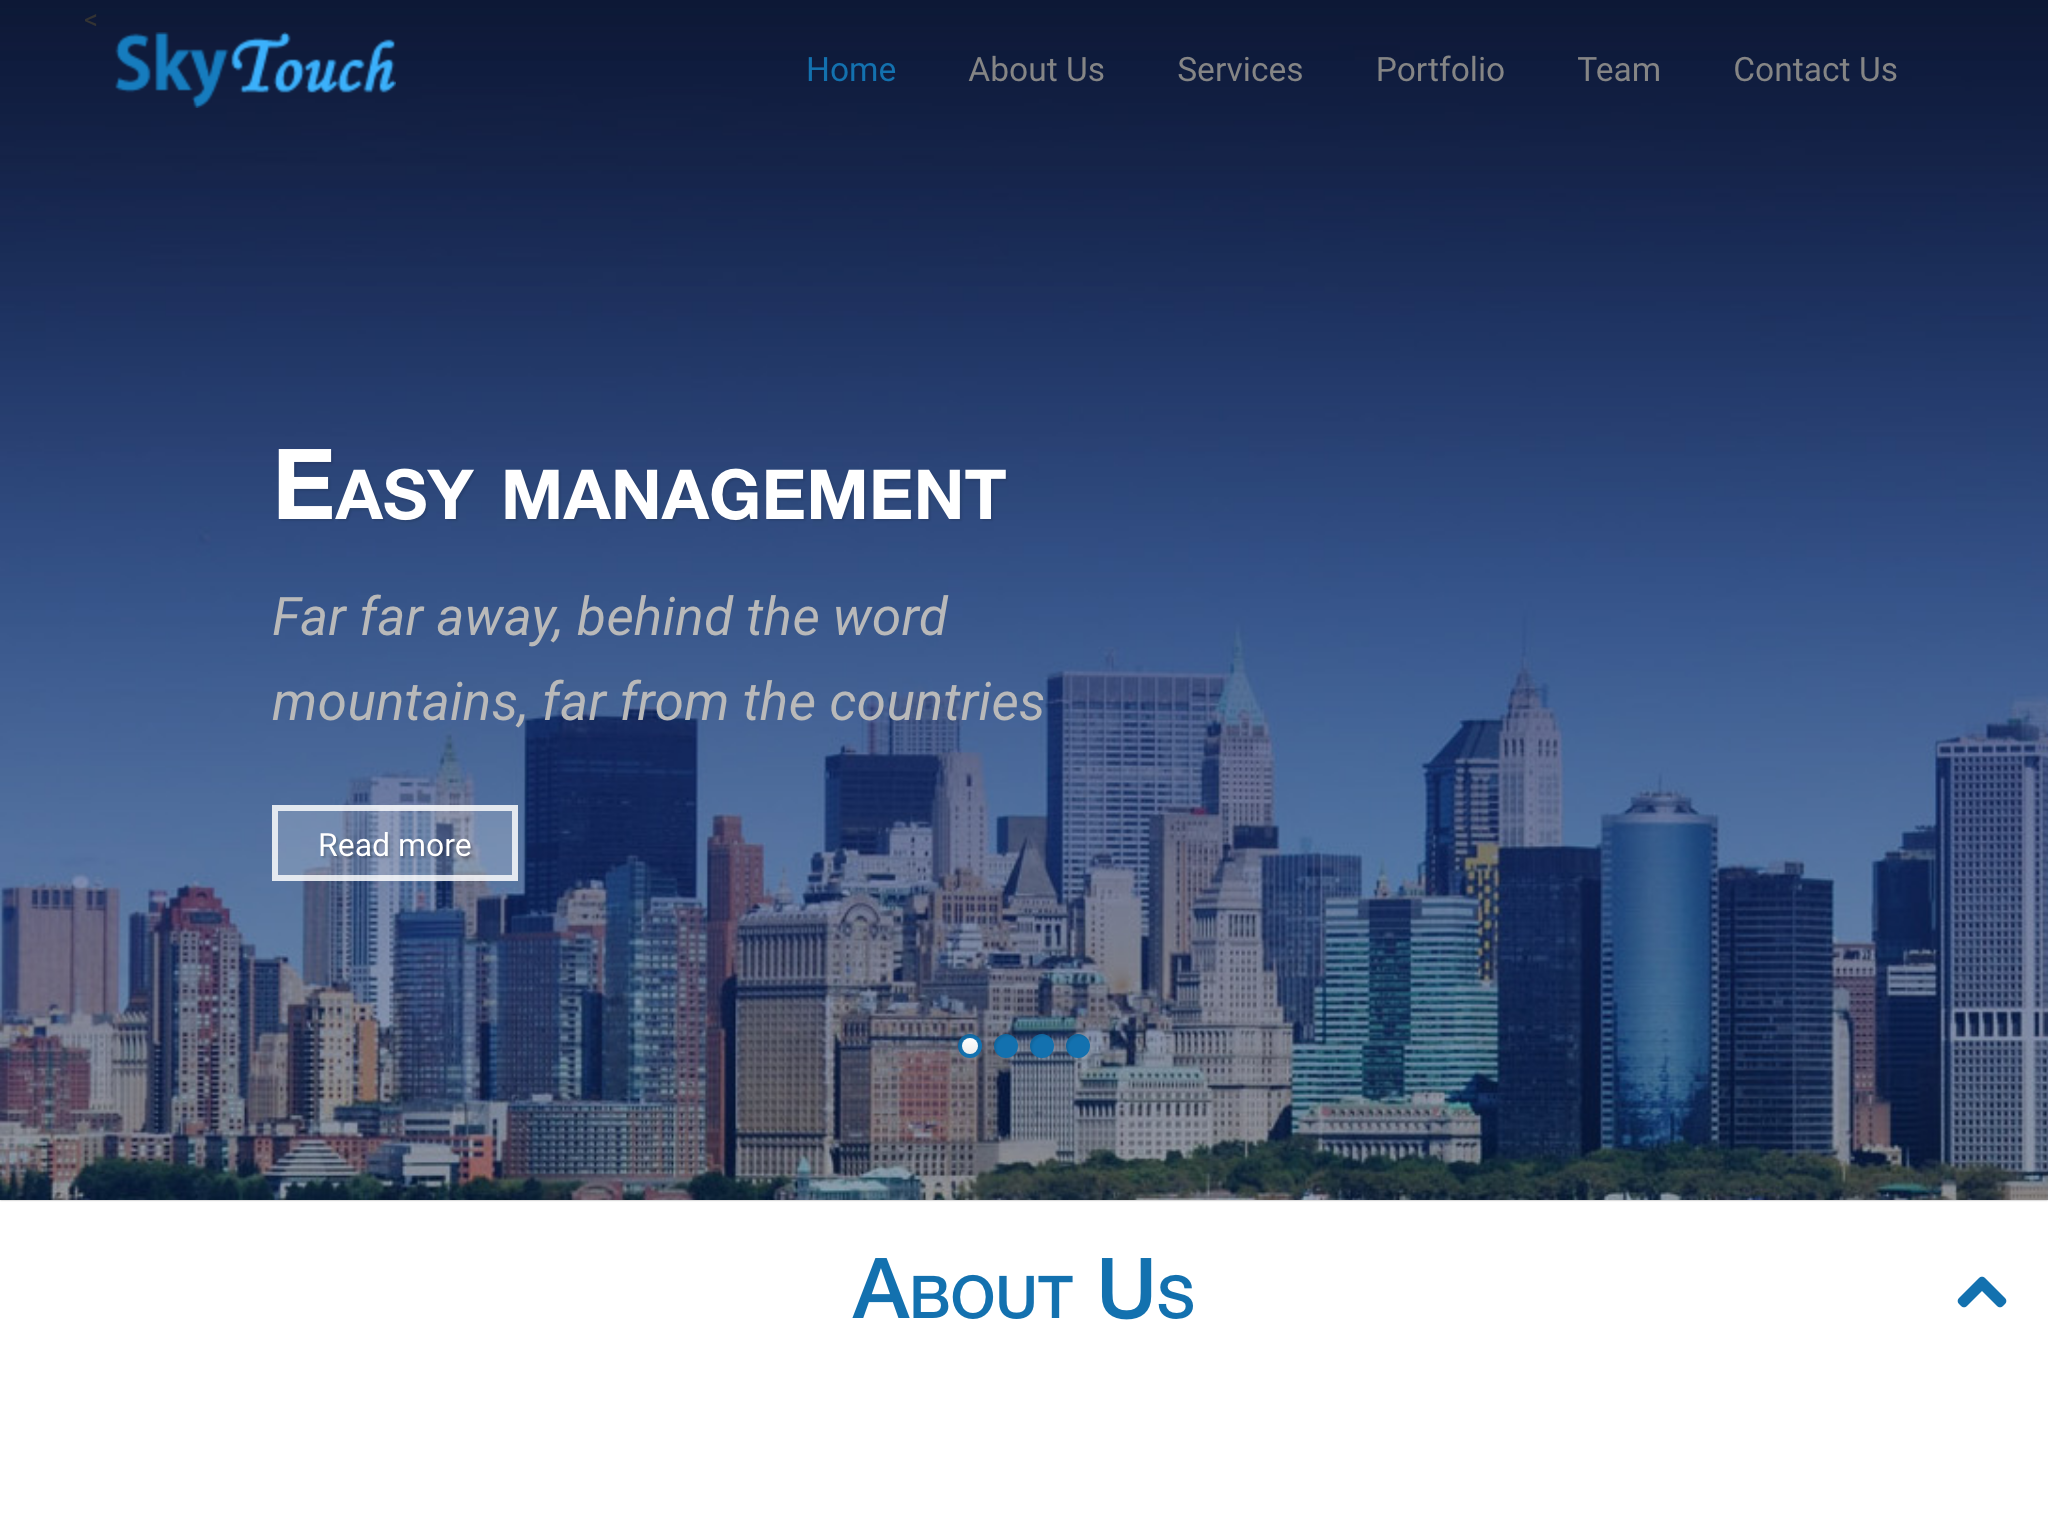 <
SkyTouch
Home About Us Services Portfolio Team Contact Us
Easy management
Far far away, behind the word
mountains, far from the countries
Read more
About Us